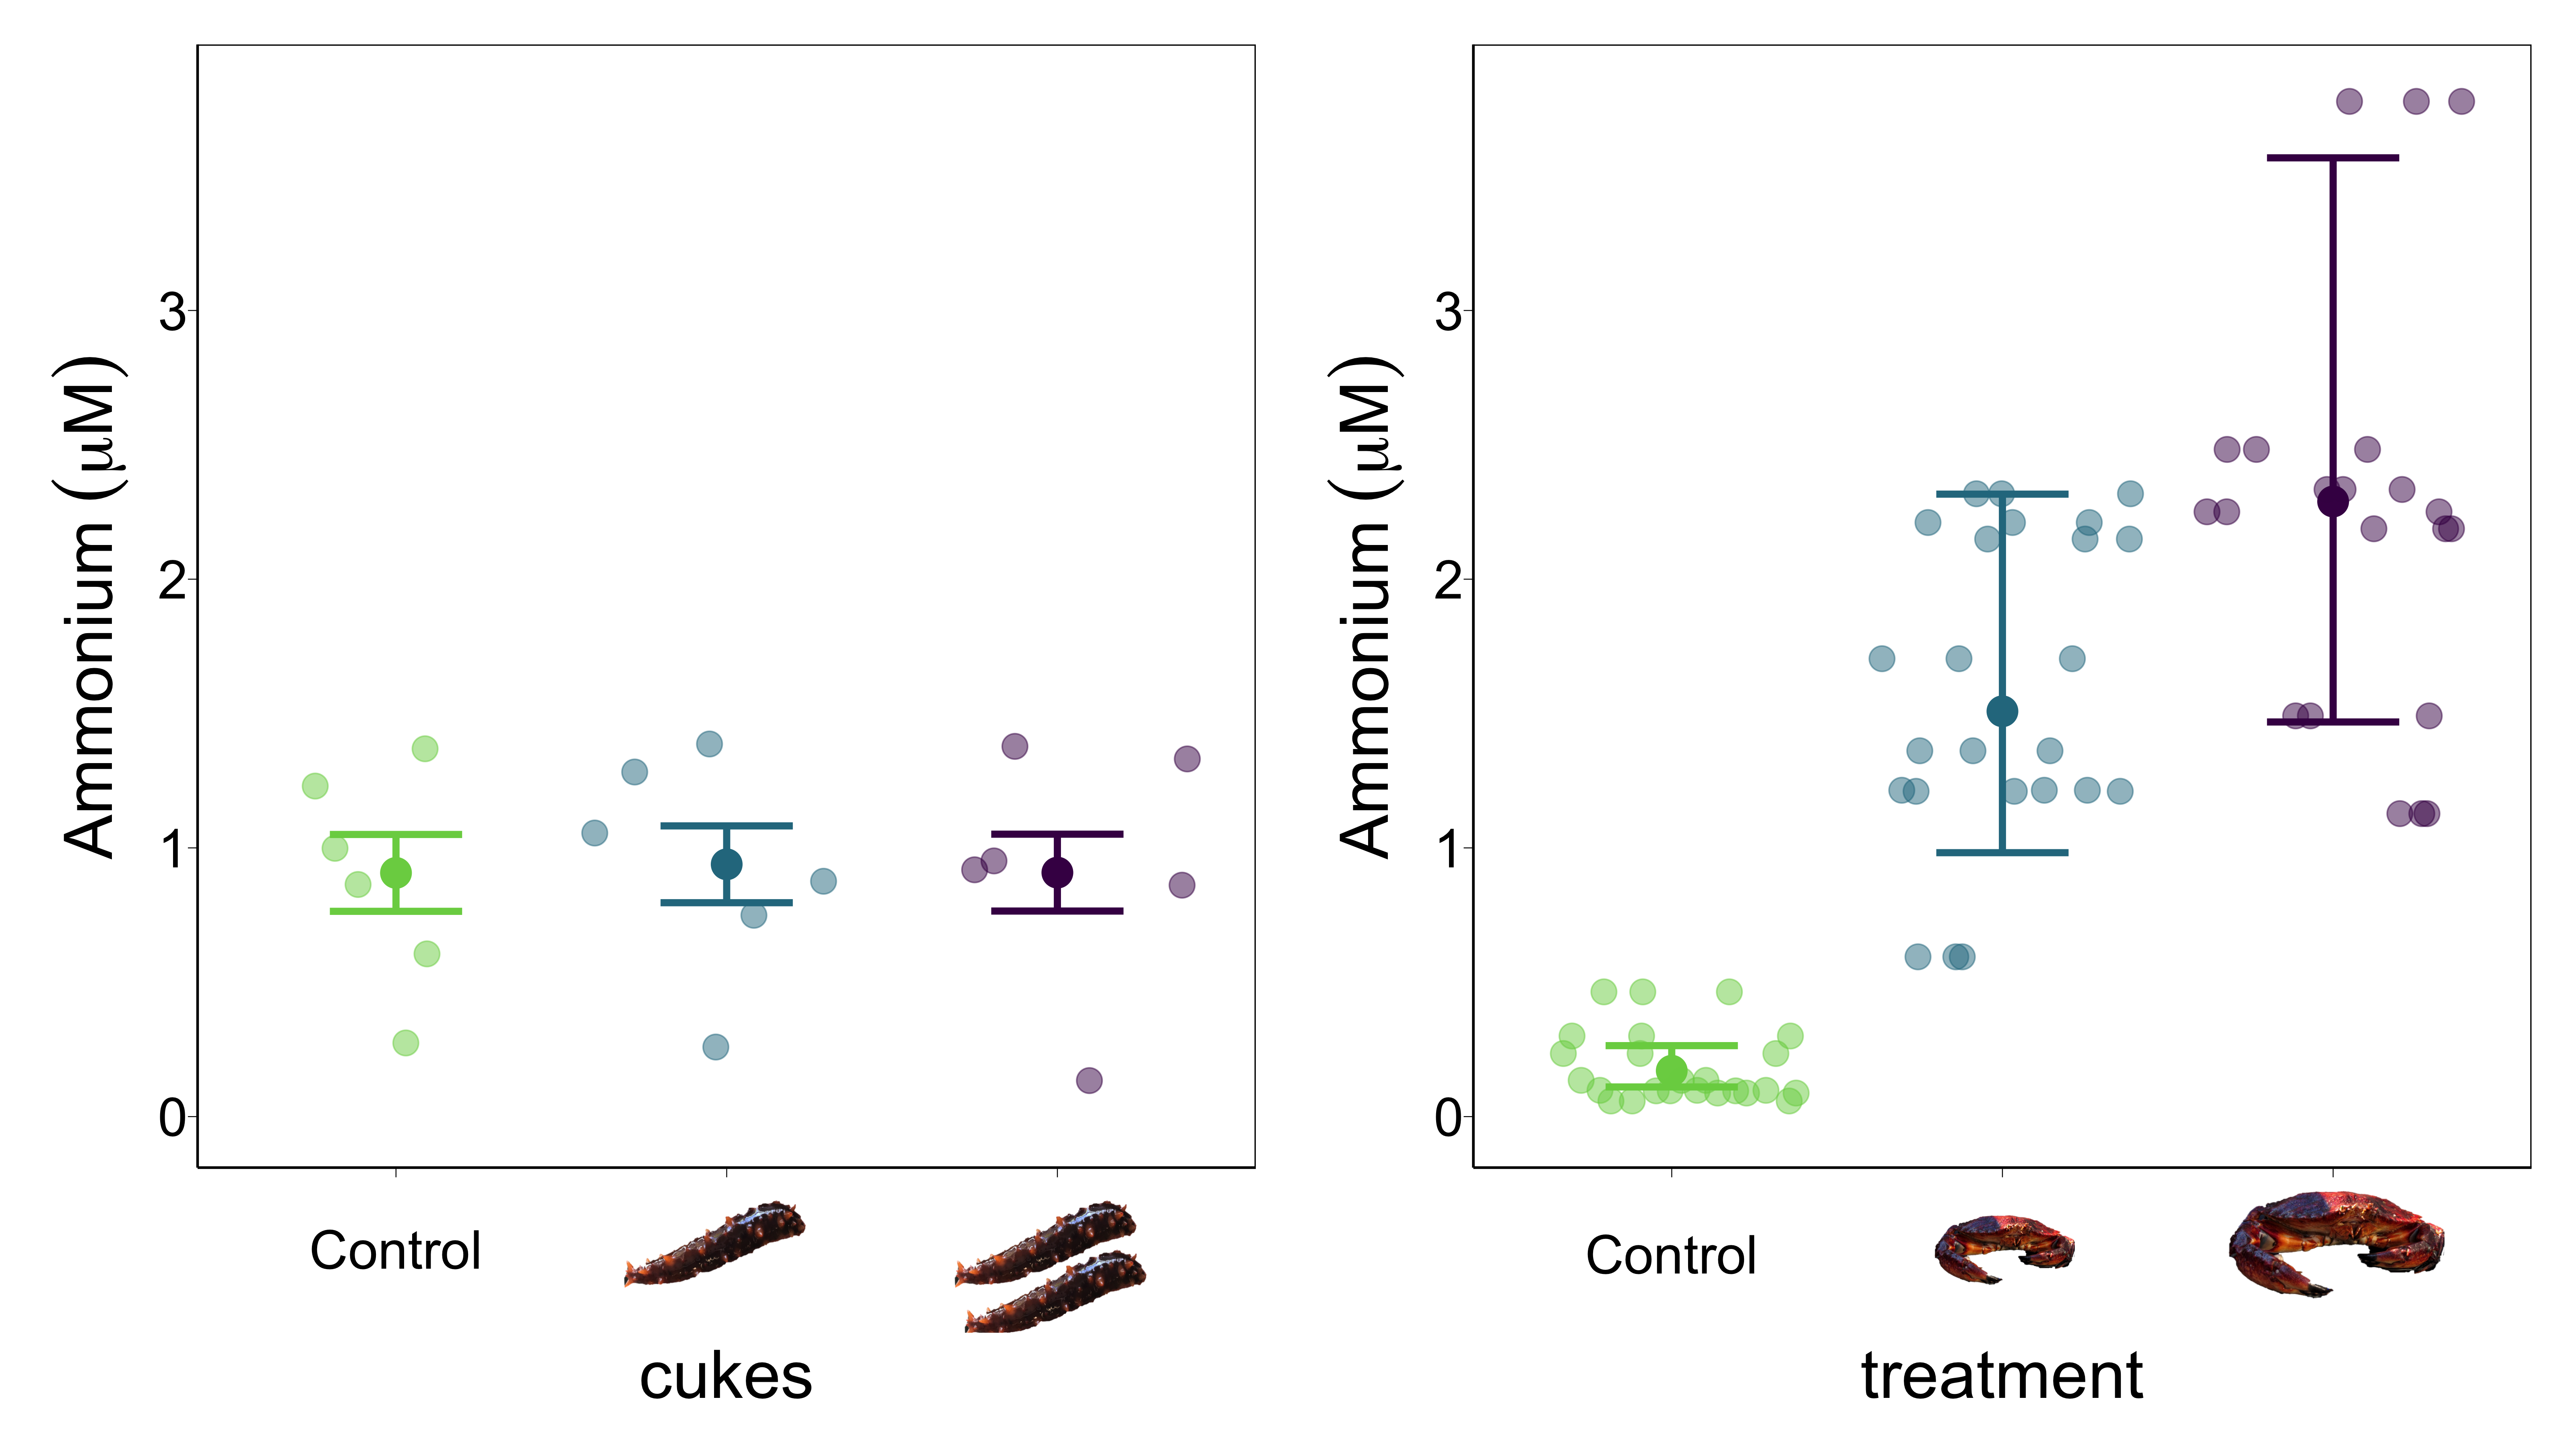 Ammonium (μM)
3
2
1
0
Control
cukes
Ammonium (μM)
3
2
1
0
Control
treatment